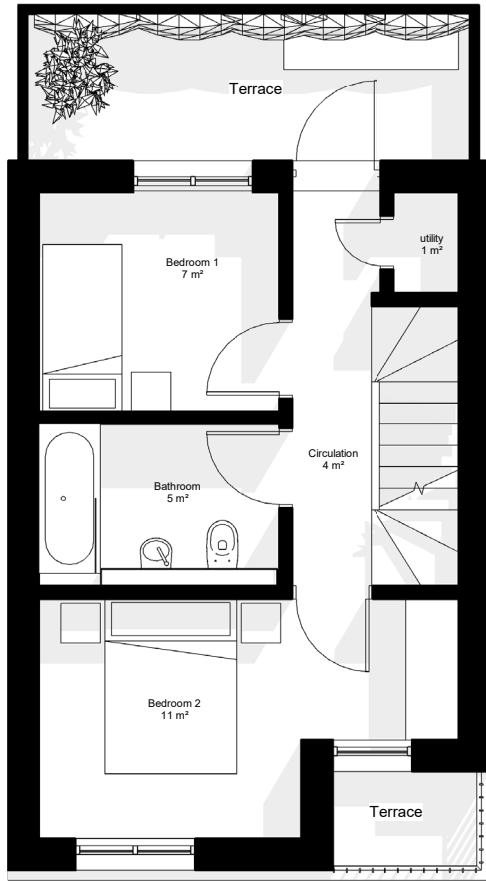 Terrace
utility
1 m²
Bedroom 1
7 m²
Circulation
4 m²
Bathroom
5 m²
Bedroom 2
11 m²
Terrace